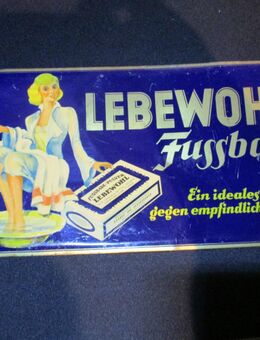 LEBEWOH
Fussba
Ein ideales
gegen empfindlich
LEBEWOHL